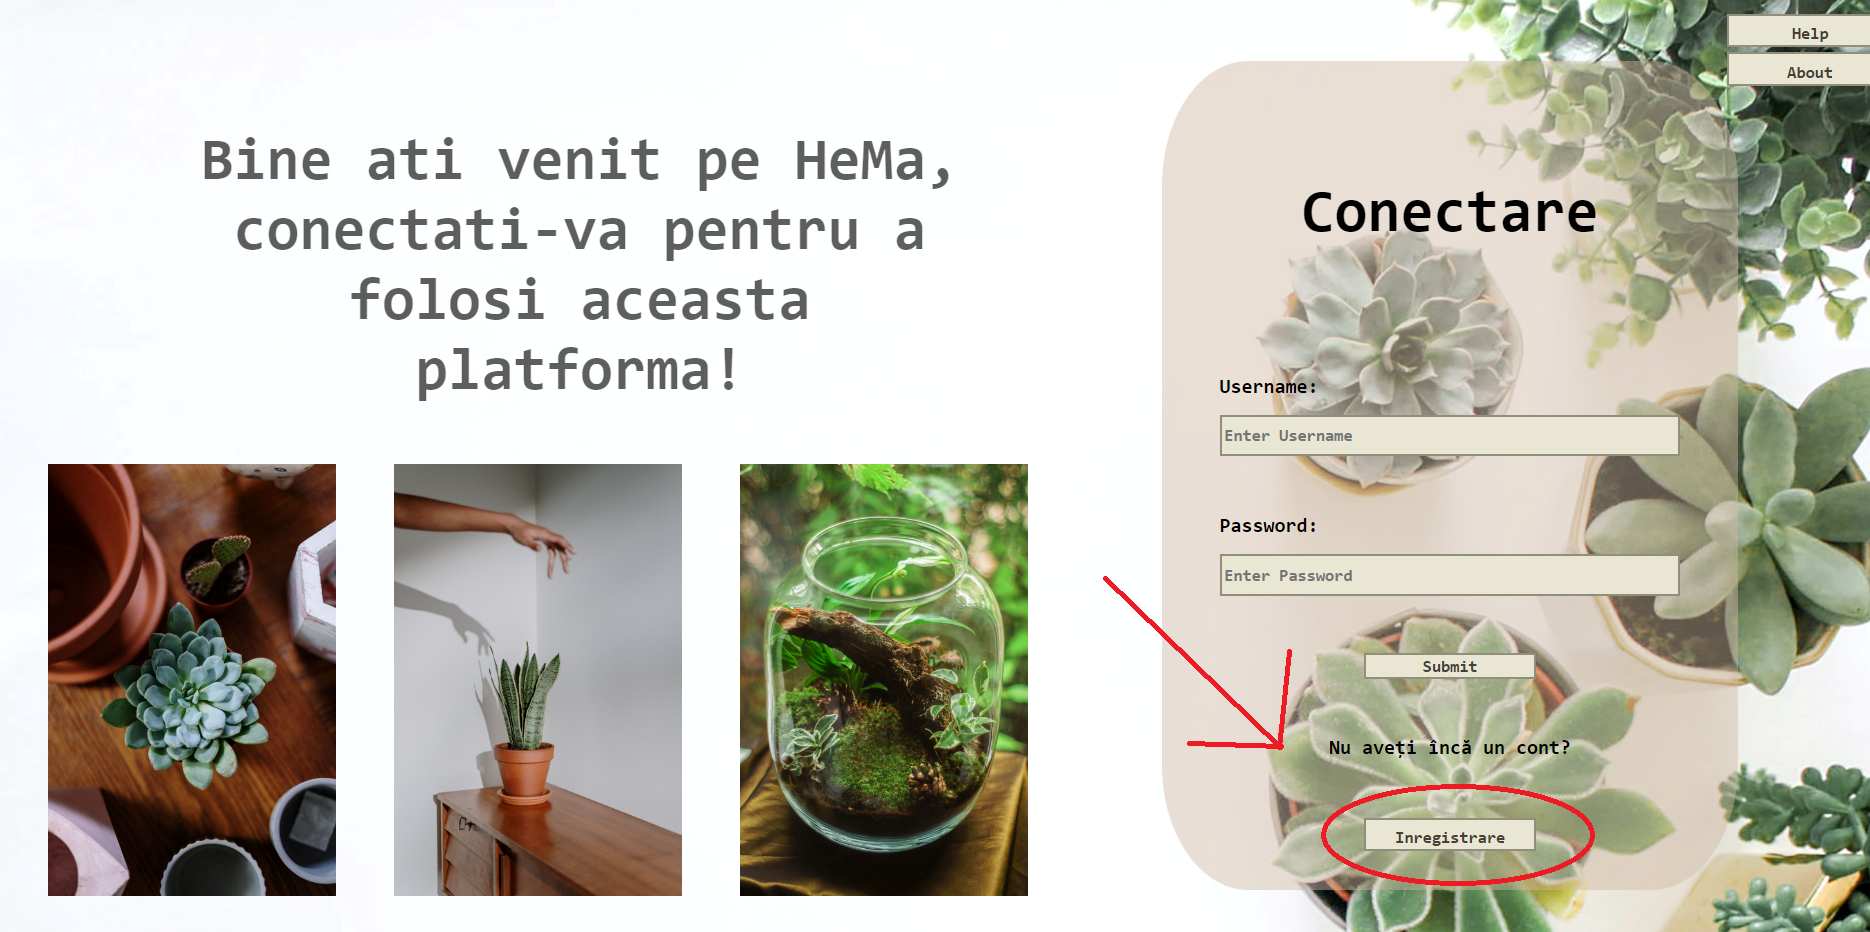 Help
About
Bine ati venit pe HeMa,
conectati-va pentru a
folosi aceasta
platforma!
Conectare
Username:
Enter Username
Password:
Enter Password
Submit
Nu aveți încă un cont?
Inregistrare